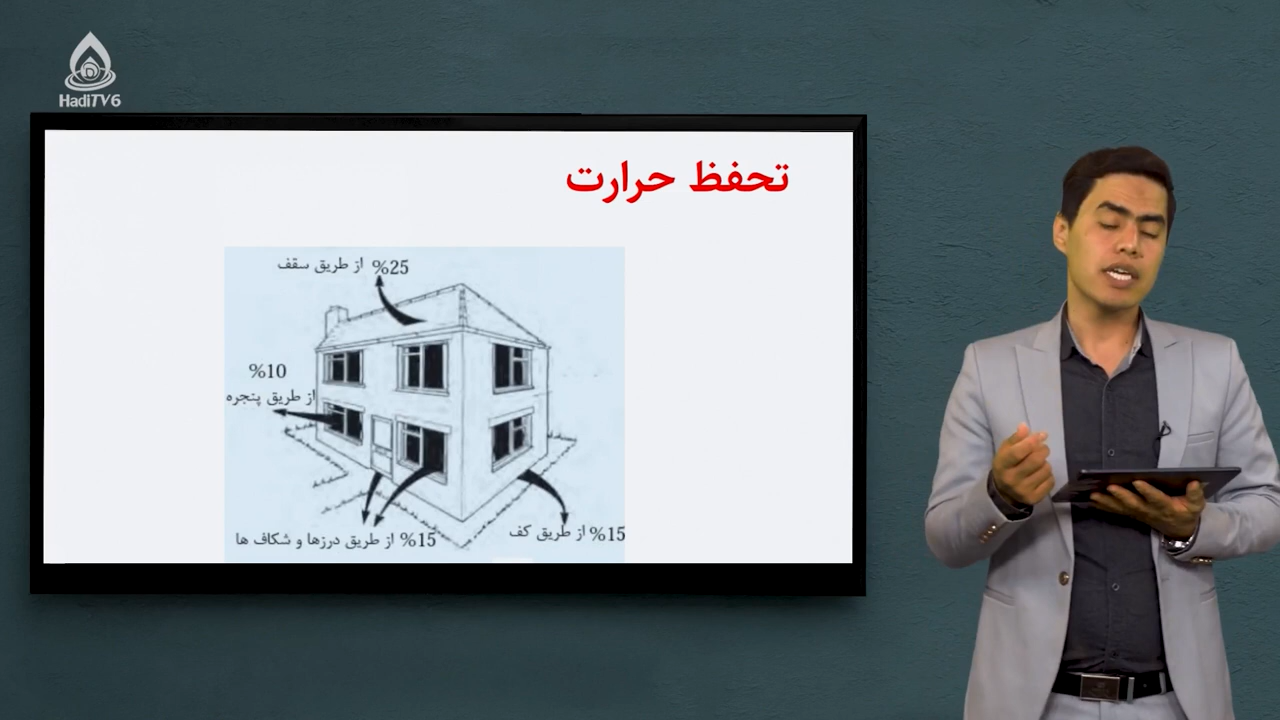 HadiTV6
تحفظ حرارت
%25 از طریق سقف
%10
از طریق پنجره
%15 از طریق درزها و شکاف ها
%15 از طریق کف